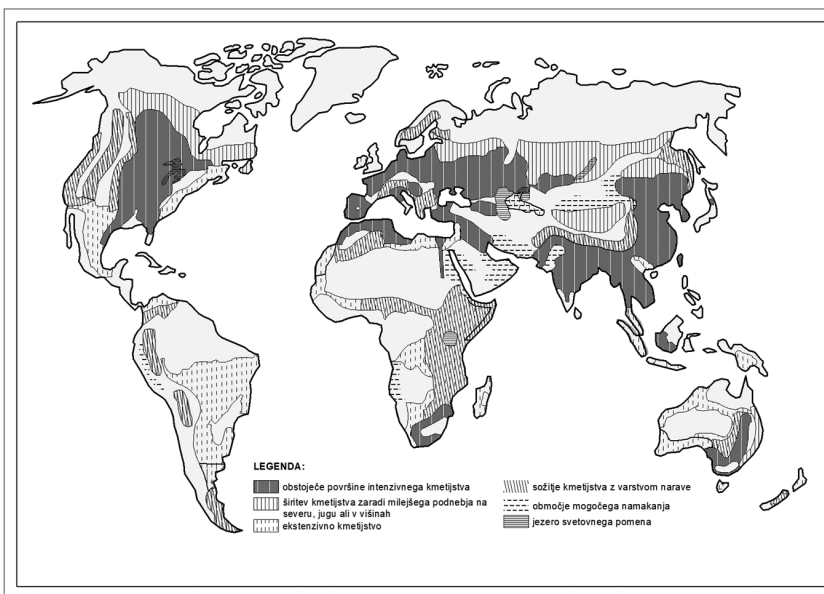 LEGENDA:
obstoječe površine intenzivnega kmetijstva
širitev kmetijstva zaradi milejšega podnebja na
severu, jugu ali v višinah
ekstenzivno kmetijstvo
sožitje kmetijstva z varstvom narave
območje mogočega namakanja
jezero svetovnega pomena